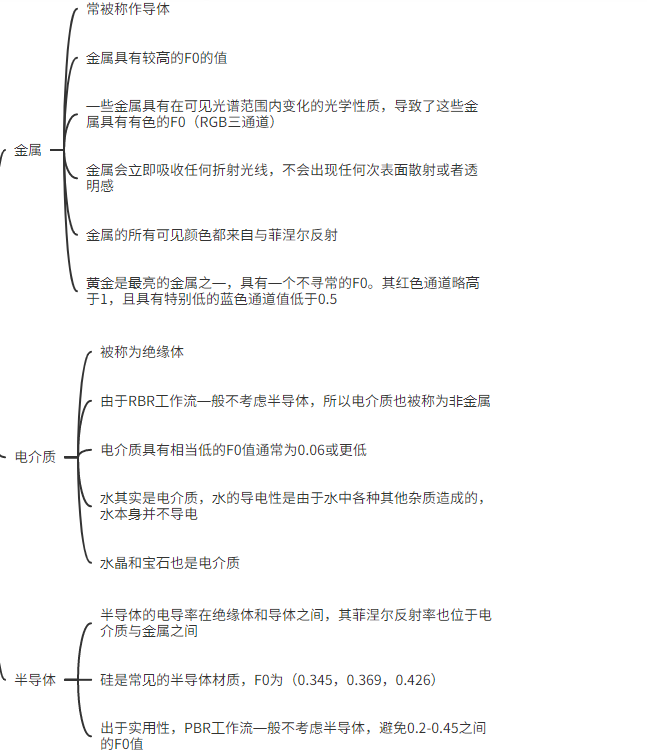 常被称作导体
金属具有较高的F0的值
一些金属具有在可见光谱范围内变化的光学性质，导致了这些金
属具有有色的F0（RGB三通道）
金属
金属会立即吸收任何折射光线，不会出现任何次表面散射或者透
明感
金属的所有可见颜色都来自与菲涅尔反射
黄金是最亮的金属之一，具有一个不寻常的F0。其红色通道略高
于1，且具有特别低的蓝色通道值低于0.5
被称为绝缘体
由于RBR工作流一般不考虑半导体，所以电介质也被称为非金属
电介质
电介质具有相当低的F0值通常为0.06或更低
水其实是电介质，水的导电性是由于水中各种其他杂质造成的，
水本身并不导电
水晶和宝石也是电介质
半导体的电导率在绝缘体和导体之间，其菲涅尔反射率也位于电
介质与金属之间
半导体
硅是常见的半导体材质，F0为（0.345，0.369，0.426）
出于实用性，PBR工作流一般不考虑半导体，避免0.2-0.45之间
的F0值